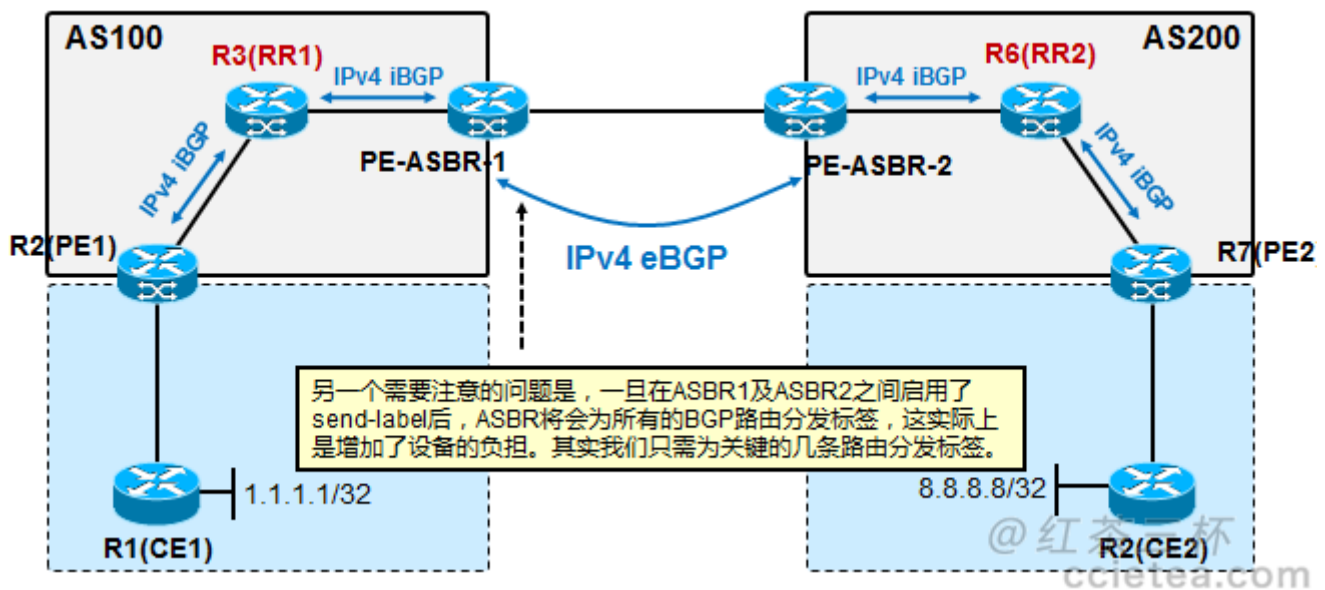 AS100
AS200
R3(RR1)
R6(RR2)
IPv4 iBGP
IPv4 iBGP
IPv4 iBGP
IPv4 iBGP
PE-ASBR-1
PE-ASBR-2
R2(PE1)
R7(PE2
IPv4 eBGP
另一个需要注意的问题是，一旦在ASBR1及ASBR2之间启用了
send-label后，ASBR将会为所有的BGP路由分发标签，这实际上
是增加了设备的负担。其实我们只需为关键的几条路由分发标签。
1.1.1.1/32
8.8.8.8/32
R1(CE1)
R2(CE2)
@红茶三杯
ccietea.com